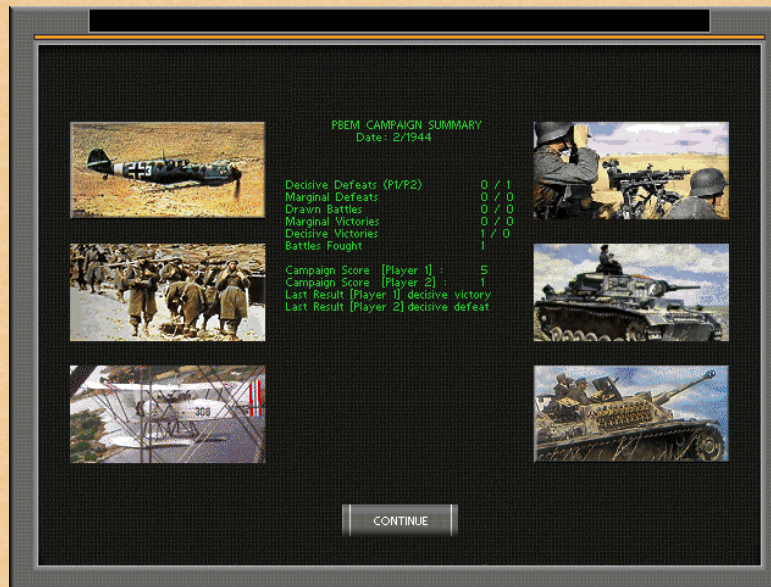 PBEM CAMPAIGN SUMMARY
Date: 2/1944
Decisive Defeats (P1/P2) 0 / 1
Marginal Defeats 0 / 0
Drawn Battles 0 / 0
Marginal Victories 0 / 0
Decisive Victories 1 / 0
Battles Fought 1
Campaign Score [Player 1] : 5
Campaign Score [Player 2] : 1
Last Result [Player 1] decisive victory
Last Result [Player 2] decisive defeat
308
CONTINUE